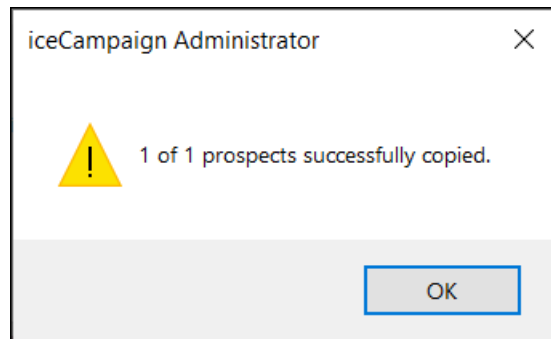 iceCampaign Administrator
1 of 1 prospects successfully copied.
OK